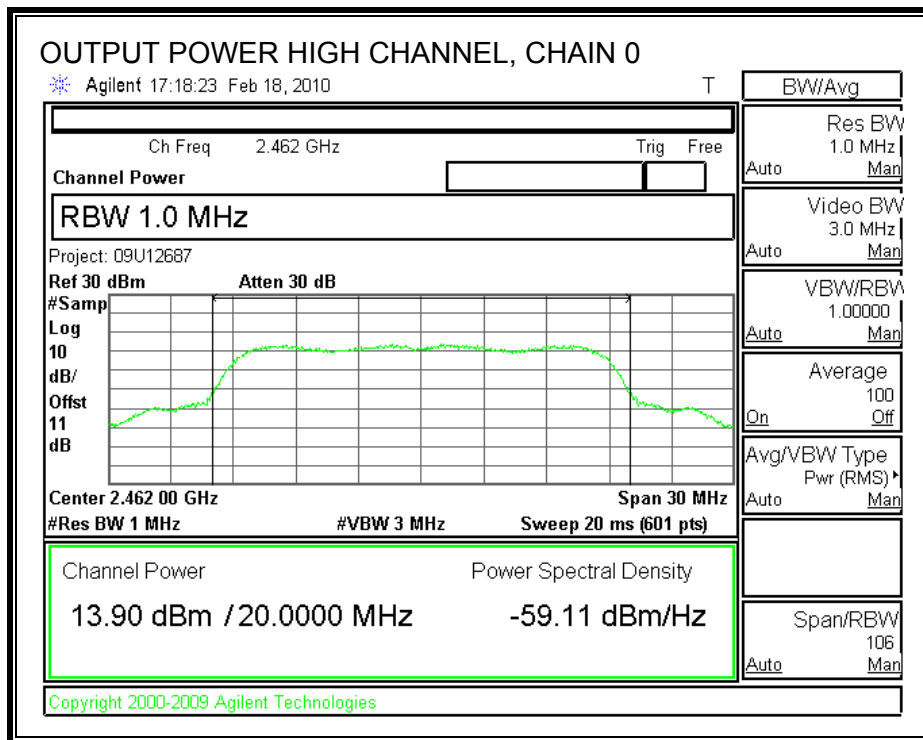 OUTPUT POWER HIGH CHANNEL, CHAIN 0
Agilent 17:18:23 Feb 18, 2010 T
BW/Avg
Ch Freq 2.462 GHz Trig Free
Channel Power
RBW 1.0 MHz
Project: 09U12687
Ref 30 dBm Atten 30 dB
#Samp
Log
10
dB/
Offst
11
dB
Center 2.462 00 GHz Span 30 MHz
#Res BW 1 MHz #VBW 3 MHz Sweep 20 ms (601 pts)
Channel Power Power Spectral Density
13.90 dBm / 20.0000 MHz -59.11 dBm/Hz
Copyright 2000-2009 Agilent Technologies
Res BW
1.0 MHz
Auto Man
Video BW
3.0 MHz
Auto Man
VBW/RBW
1.00000
Auto Man
Average
100
On Off
Avg/VBW Type
Pwr (RMS)
Auto Man
Span/RBW
106
Auto Man